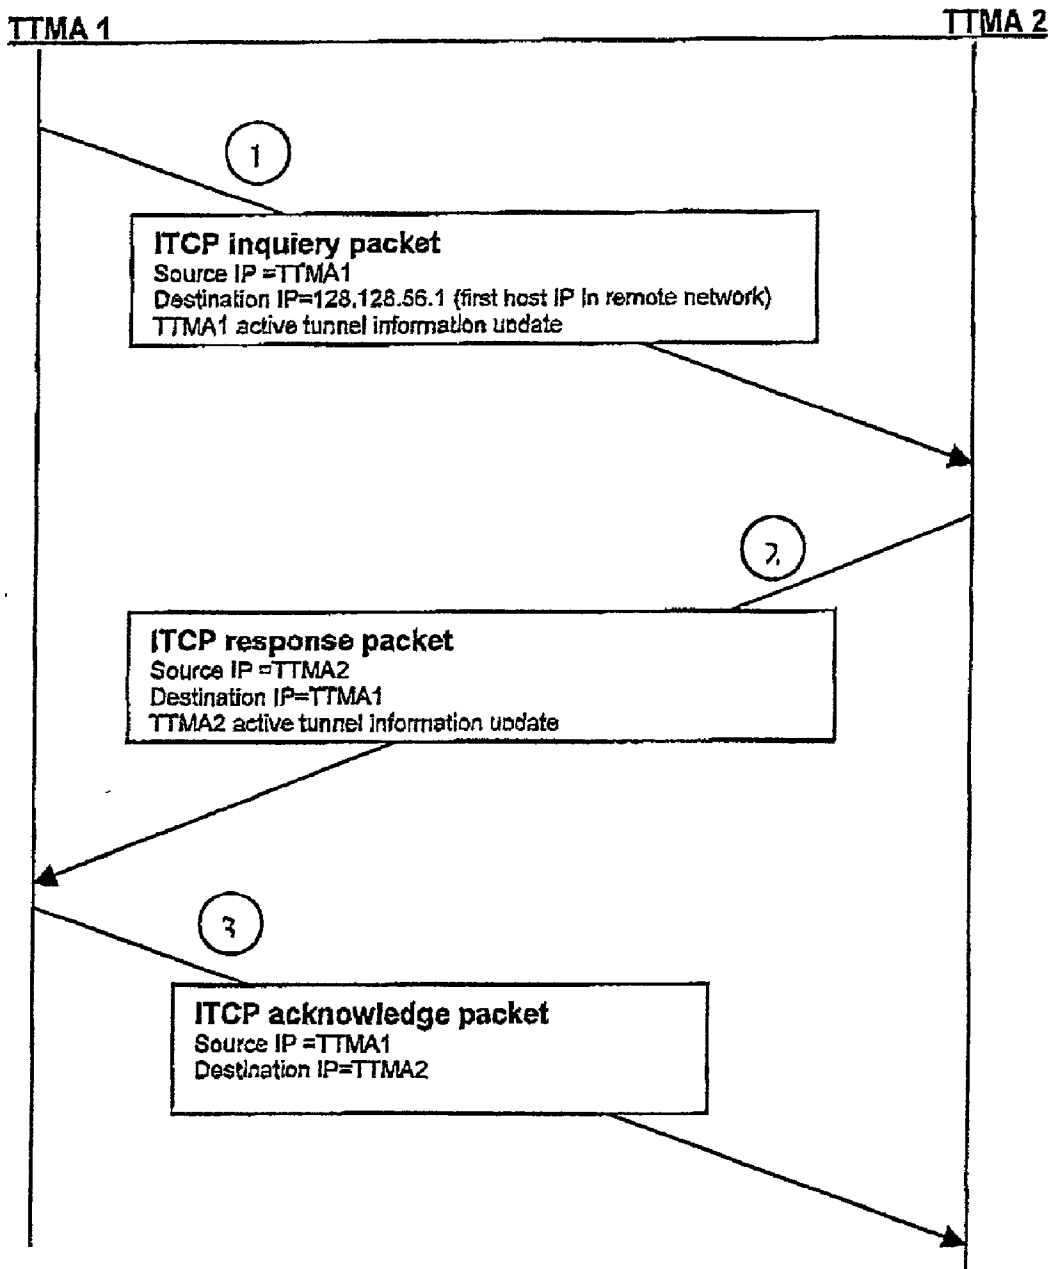 TTMA 1
TTMA 2
1
ITCP inquiery packet
Source IP =TTMA1
Destination IP=128.128.56.1 (first host IP in remote network)
TTMA1 active tunnel information update
2
ITCP response packet
Source IP =TTMA2
Destination IP=TTMA1
TTMA2 active tunnel information update
3
ITCP acknowledge packet
Source IP =TTMA1
Destination IP=TTMA2